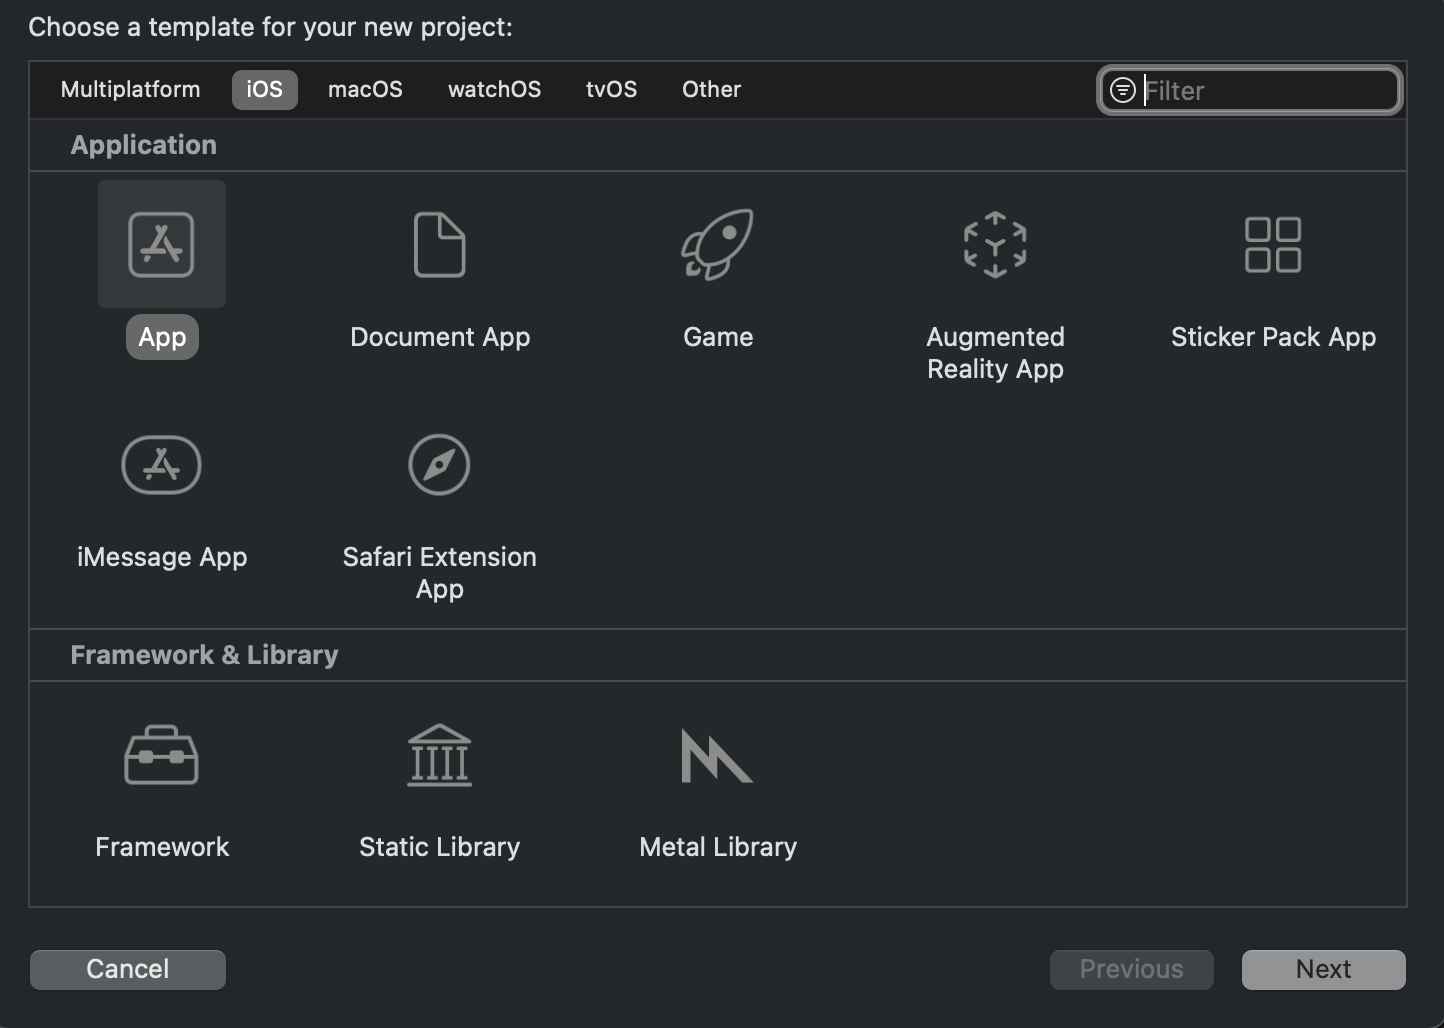 Choose a template for your new project:
Multiplatform iOS macOS watchOS tvOS Other Filter
Application
App Document App Game Augmented Reality App Sticker Pack App
iMessage App Safari Extension App
Framework & Library
Framework Static Library Metal Library
Cancel Previous Next